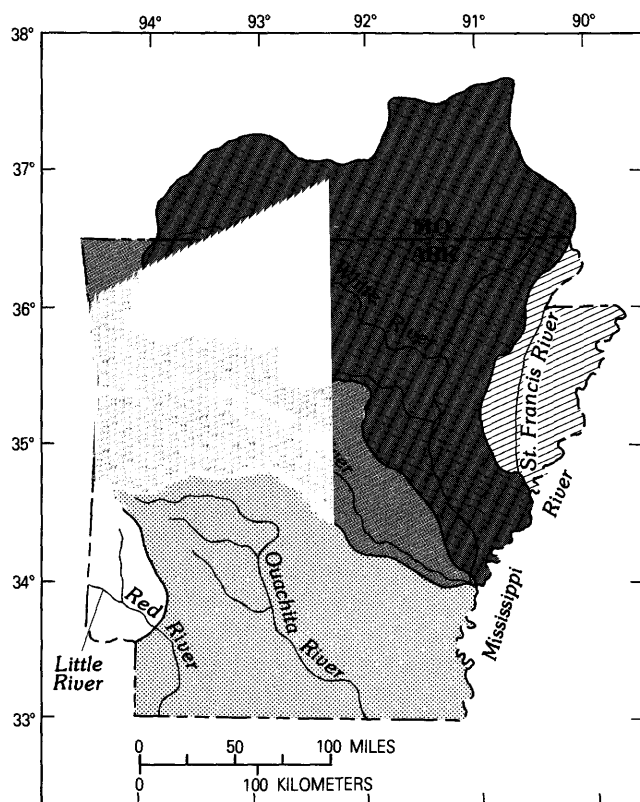 94° 93° 92° 91° 90°
38°
37°
MO
ARK
White
River
36°
St. Francis River
35°
River
34°
Mississippi
Ouachita River
Red River
Little
River
33°
0 50 100 MILES
0 100 KILOMETERS